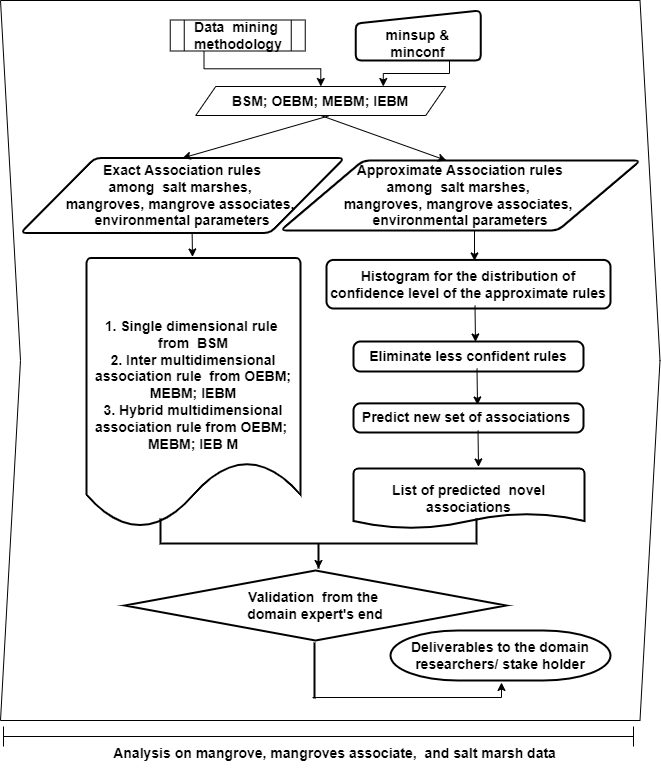 Data mining
methodology
minsup &
minconf
BSM; OEBM; MEBM; IEBM
Exact Association rules
among salt marshes,
mangroves, mangrove associates,
environmental parameters
Approximate Association rules
among salt marshes,
mangroves, mangrove associates,
environmental parameters
1. Single dimensional rule
from BSM
2. Inter multidimensional
association rule from OEBM;
MEBM; IEBM
3. Hybrid multidimensional
association rule from OEBM;
MEBM; IEB M
Histogram for the distribution of
confidence level of the approximate rules
Eliminate less confident rules
Predict new set of associations
List of predicted novel
associations
Validation from the
domain expert's end
Deliverables to the domain
researchers/ stake holder
Analysis on mangrove, mangroves associate, and salt marsh data